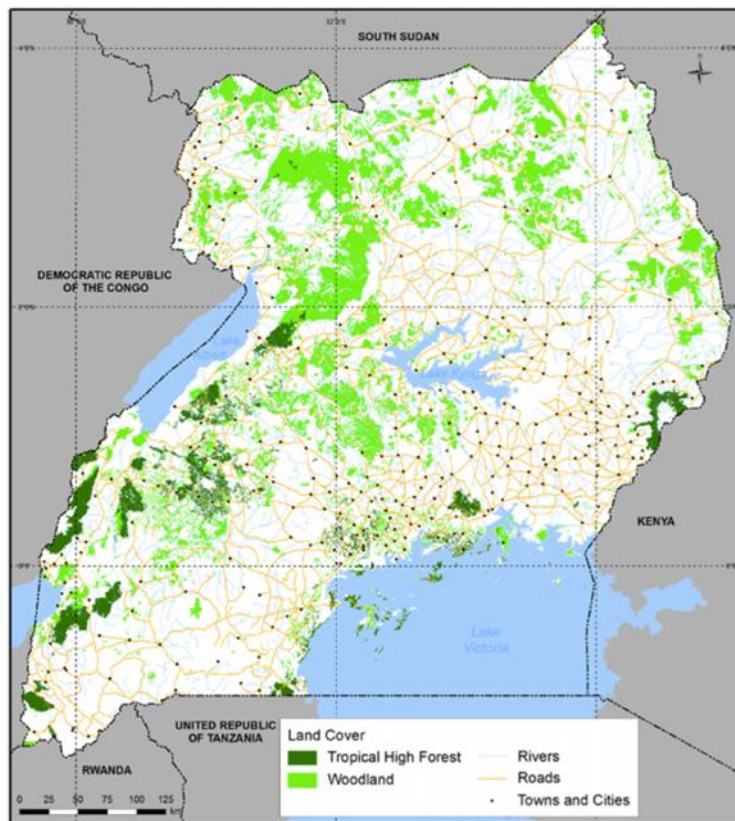 SOUTH SUDAN
DEMOCRATIC REPUBLIC
OF THE CONGO
Lake
Albert
Lake Kyoga
KENYA
Lake
Victoria
UNITED REPUBLIC
OF TANZANIA
RWANDA
Land Cover
Tropical High Forest
Woodland
Rivers
Roads
Towns and Cities
0 25 50 75 100 125
km